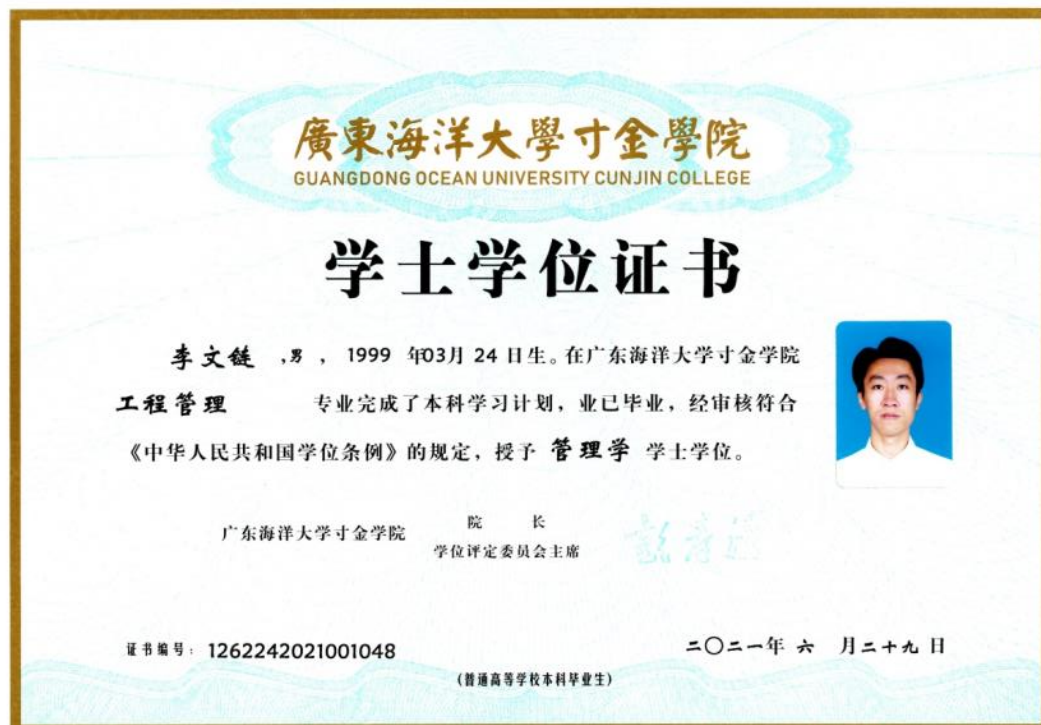 廣東海洋大學寸金學院
GUANGDONG OCEAN UNIVERSITY CUNJIN COLLEGE
学士学位证书
李文链 ,男 , 1999 年03月 24 日生。在广东海洋大学寸金学院
工程管理 专业完成了本科学习计划，业已毕业，经审核符合
《中华人民共和国学位条例》的规定，授予 管理学 学士学位。
院 长
广东海洋大学寸金学院
学位评定委员会主席
证书编号：1262242021001048
二〇二一年 六 月二十九 日
(普通高等学校本科毕业生)